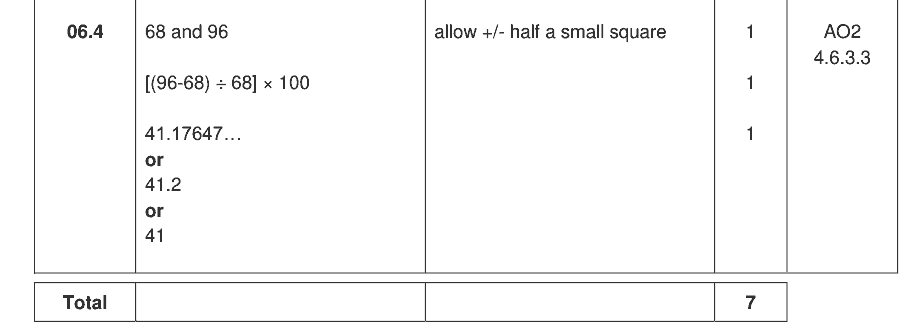 06.4 68 and 96 allow +/- half a small square 1 AO2
4.6.3.3
[(96-68) ÷ 68] × 100 1
41.17647… 1
or
41.2
or
41
Total 7